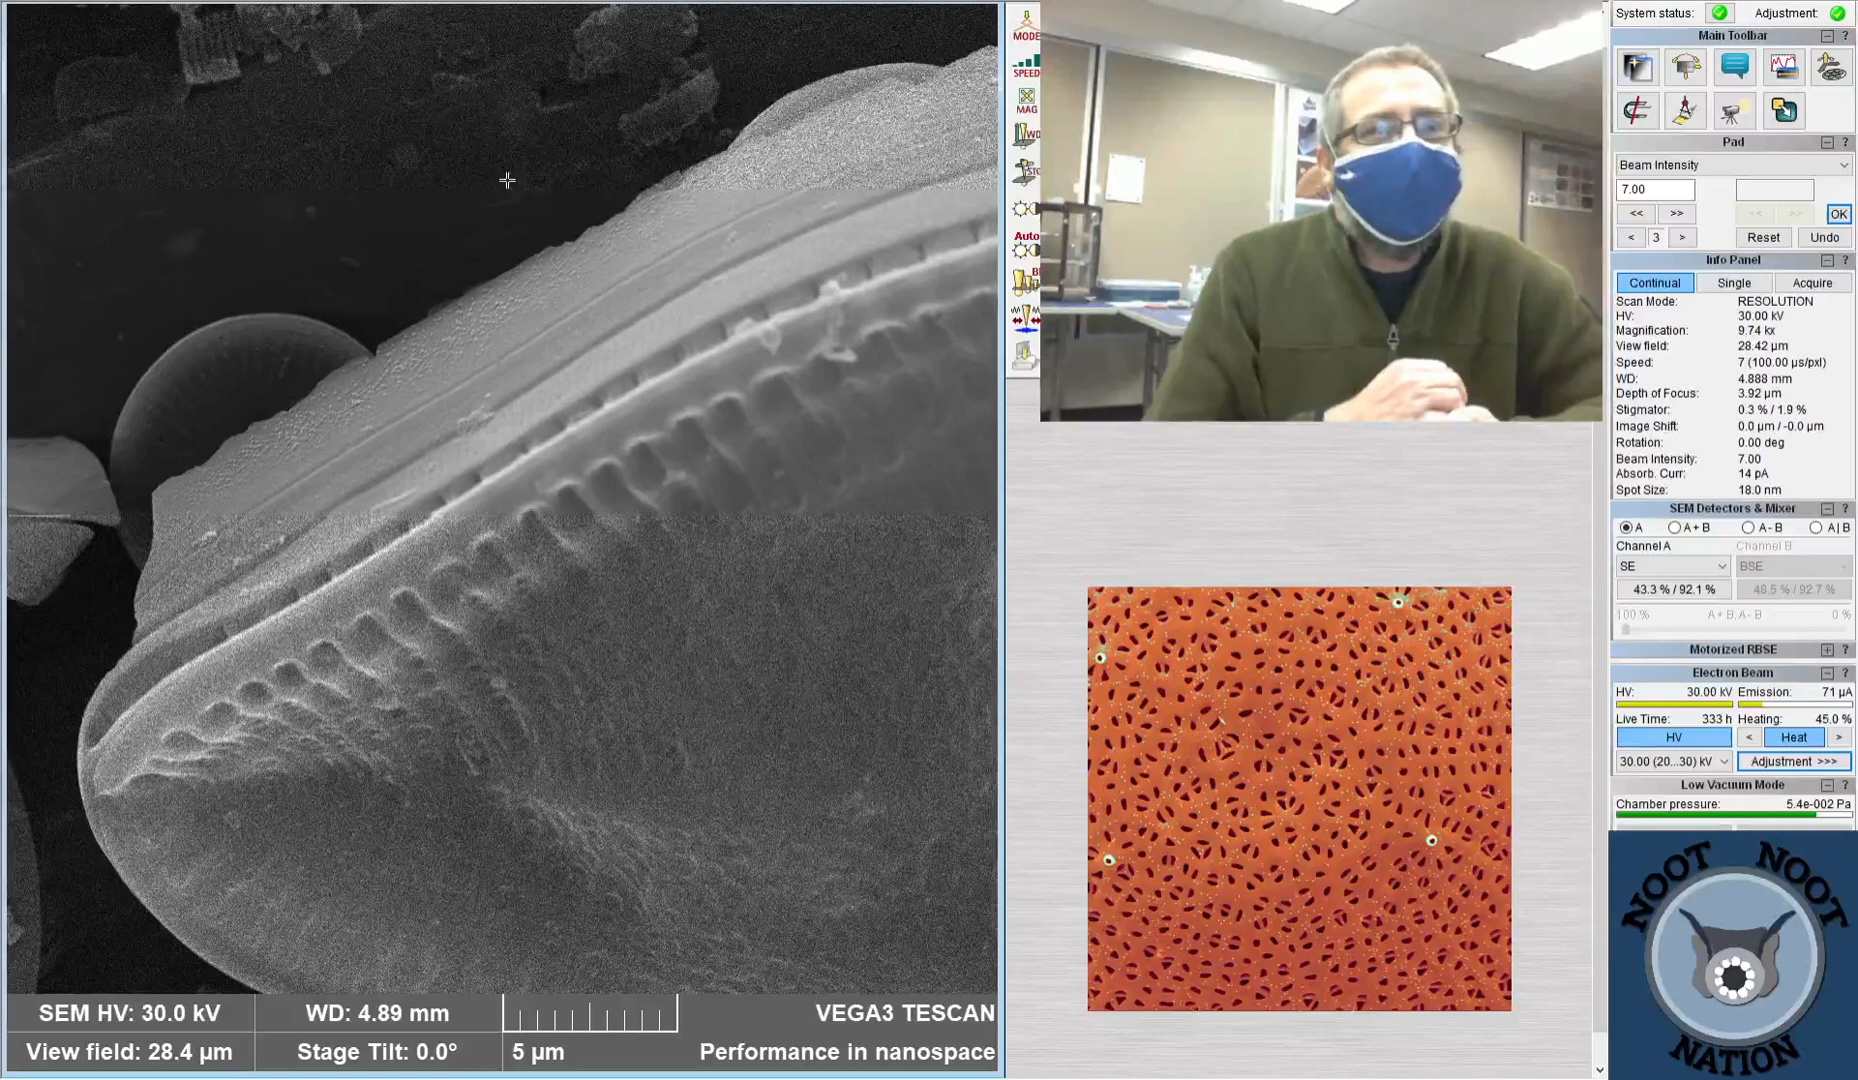 SEM HV: 30.0 kV
WD: 4.89 mm
VEGA3 TESCAN
View field: 28.4 µm
Stage Tilt: 0.0°
5 µm
Performance in nanospace
MODE
SPEED
MAG
WD
Auto
System status:
Adjustment:
Main Toolbar
?
Pad
?
Beam Intensity
7.00
<< >>
<< >>
OK
< 3 >
Reset
Undo
Info Panel
?
Continual
Single
Acquire
Scan Mode: RESOLUTION
HV: 30.00 kV
Magnification: 9.74 kx
View field: 28.42 µm
Speed: 7 (100.00 µs/pxl)
WD: 4.888 mm
Depth of Focus: 3.92 µm
Stigmator: 0.3 % / 1.9 %
Image Shift: 0.0 µm / -0.0 µm
Rotation: 0.00 deg
Beam Intensity: 7.00
Absorb. Curr: 14 pA
Spot Size: 18.0 nm
SEM Detectors & Mixer
?
A
A + B
A - B
A | B
Channel A
Channel B
SE
BSE
43.3 % / 92.1 %
48.5 % / 92.7 %
100 %
A + B, A - B
0 %
Motorized RBSE
?
Electron Beam
?
HV: 30.00 kV
Emission: 71 µA
Live Time: 333 h
Heating: 45.0 %
HV
<
Heat
>
30.00 (20...30) kV
Adjustment >>>
Low Vacuum Mode
?
Chamber pressure: 5.4e-002 Pa
NOOT NOOT
NATION